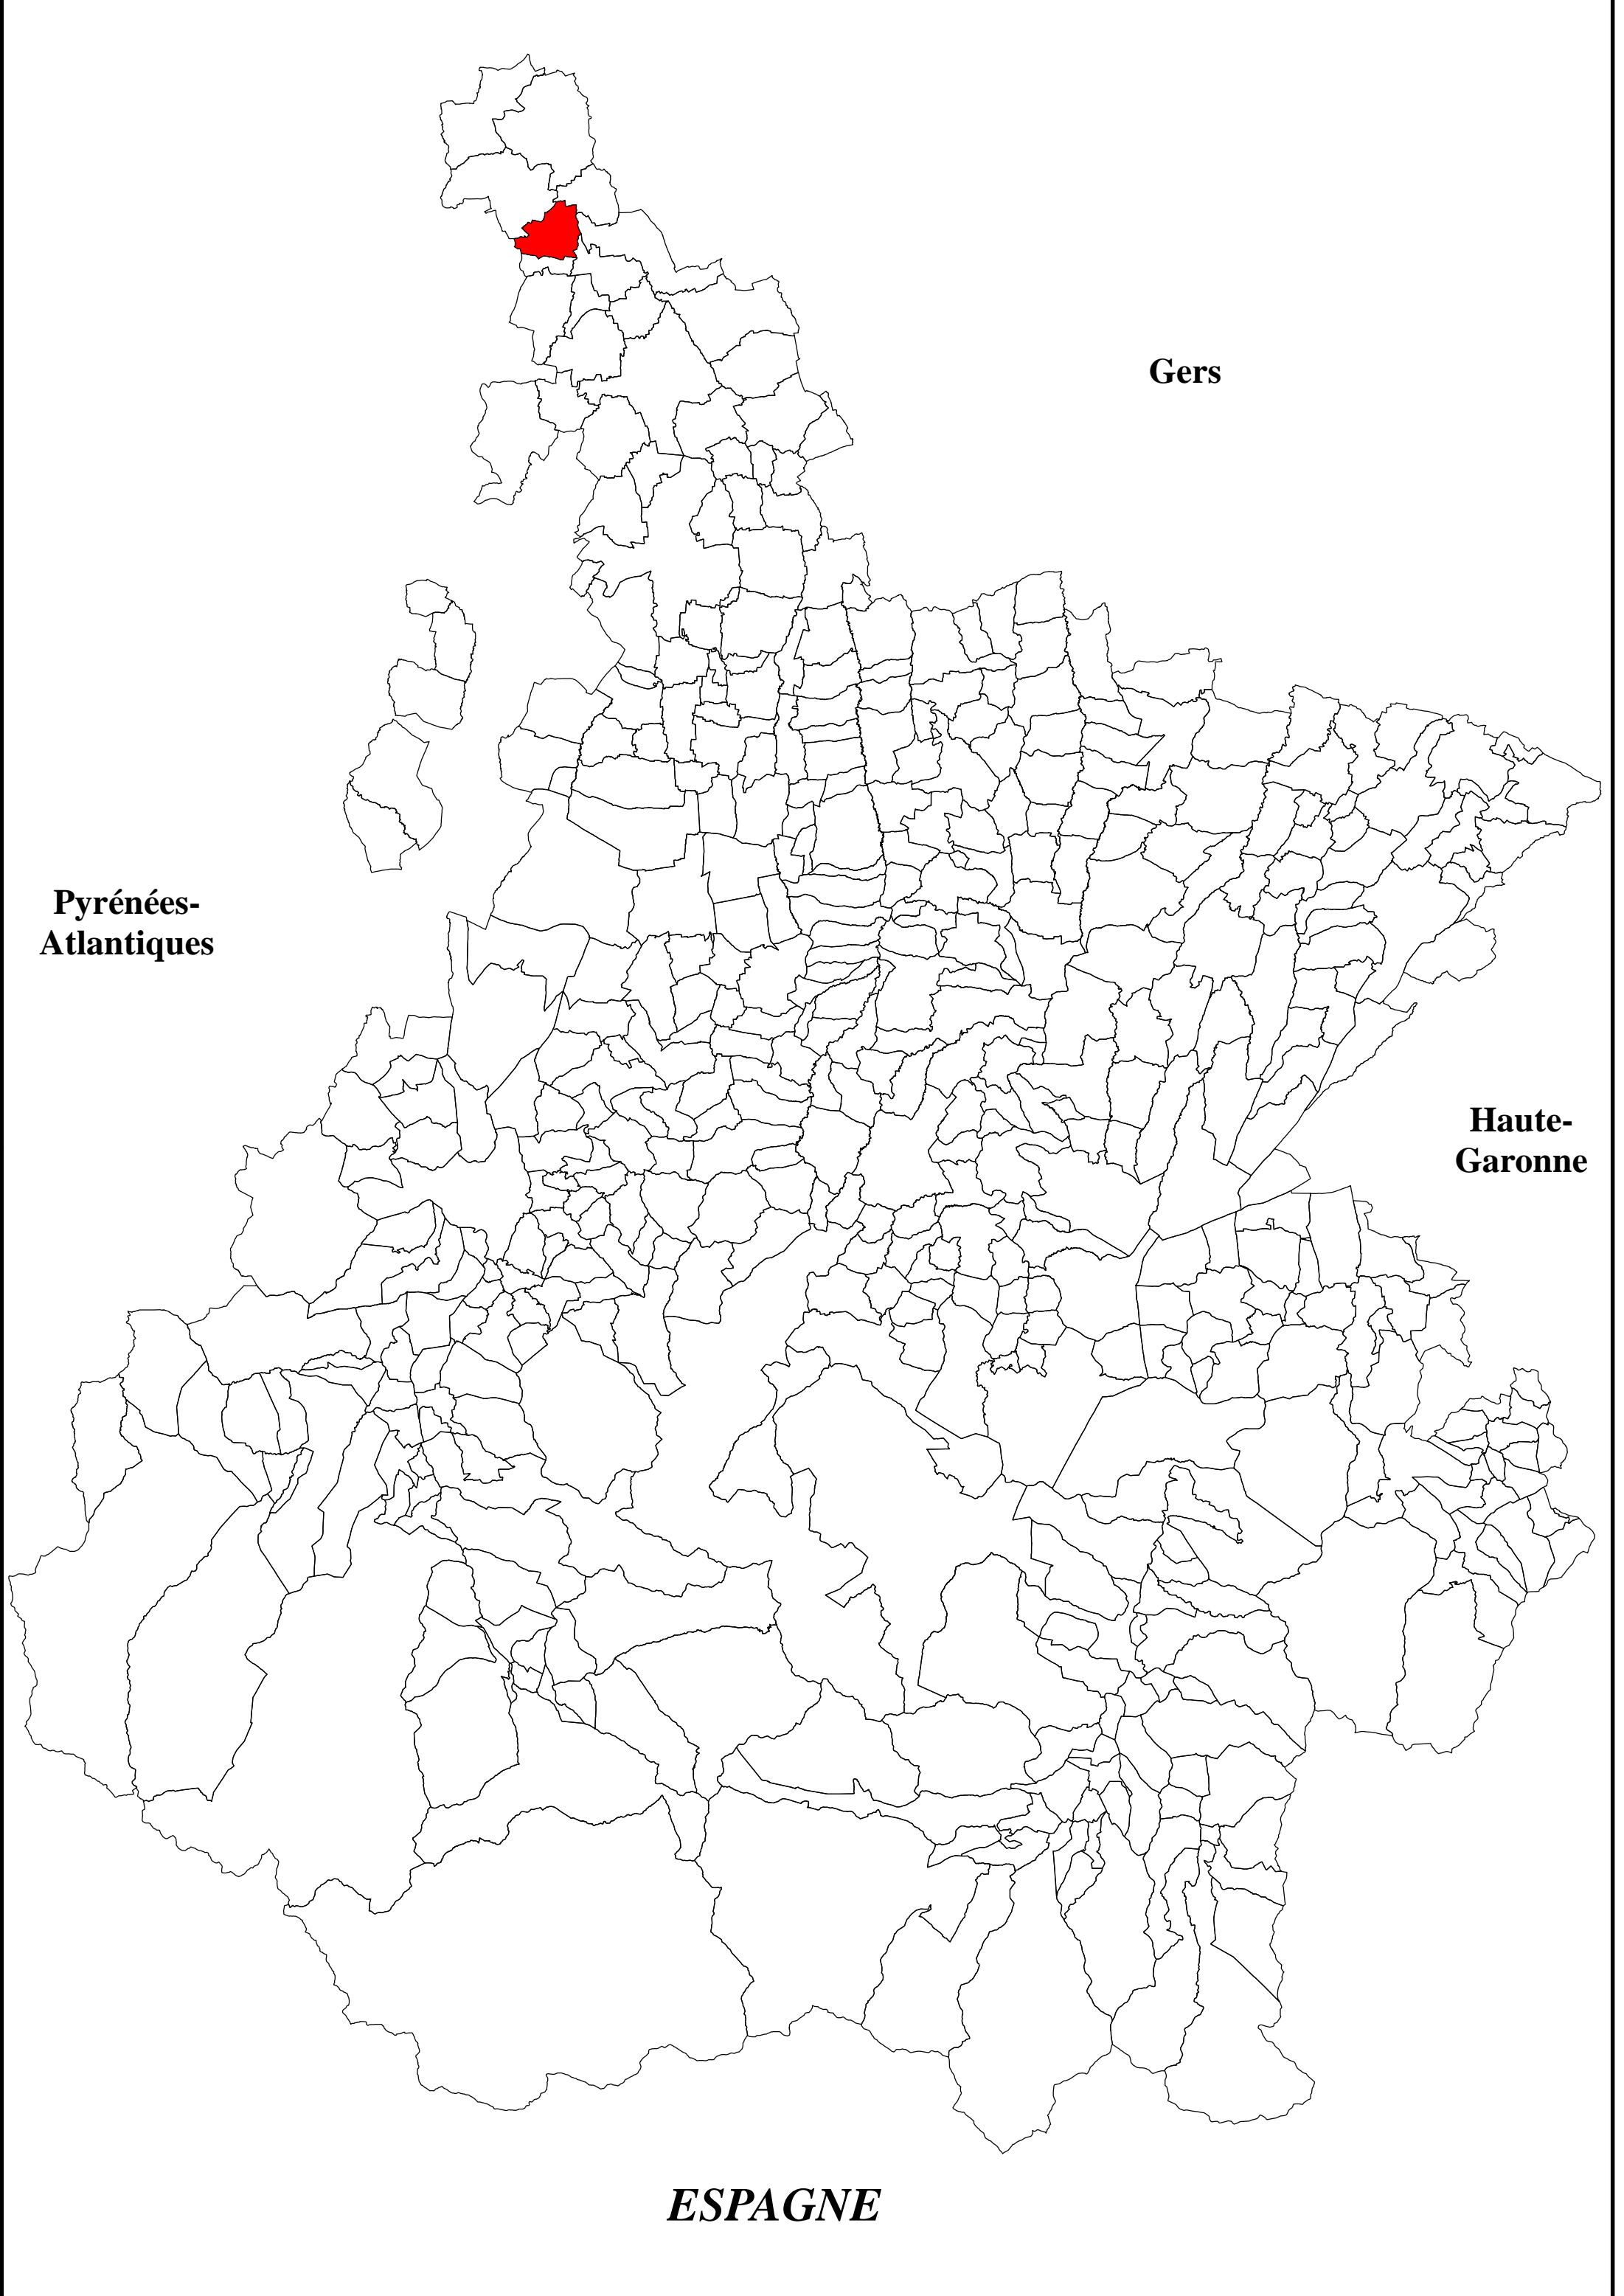 Gers
Pyrénées-
Atlantiques
Haute-
Garonne
ESPAGNE